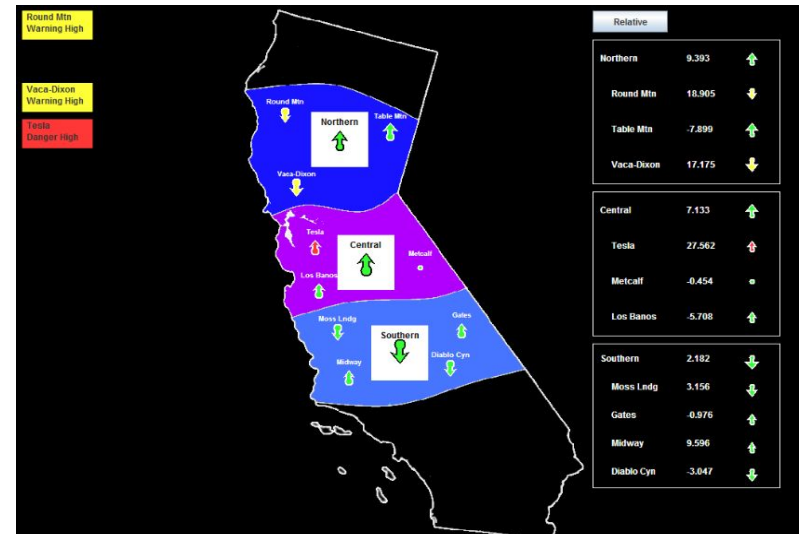 Round Mtn
Warning High
Vaca-Dixon
Warning High
Tesla
Danger High
Round Mtn
Northern
Table Mtn
Vaca-Dixon
Tesla
Central
Metcalf
Los Banos
Moss Lndg
Gates
Southern
Midway
Diablo Cyn
Relative
Northern 9.393
Round Mtn 18.905
Table Mtn -7.899
Vaca-Dixon 17.175
Central 7.133
Tesla 27.562
Metcalf -0.454
Los Banos -5.708
Southern 2.182
Moss Lndg 3.156
Gates -0.976
Midway 9.596
Diablo Cyn -3.047